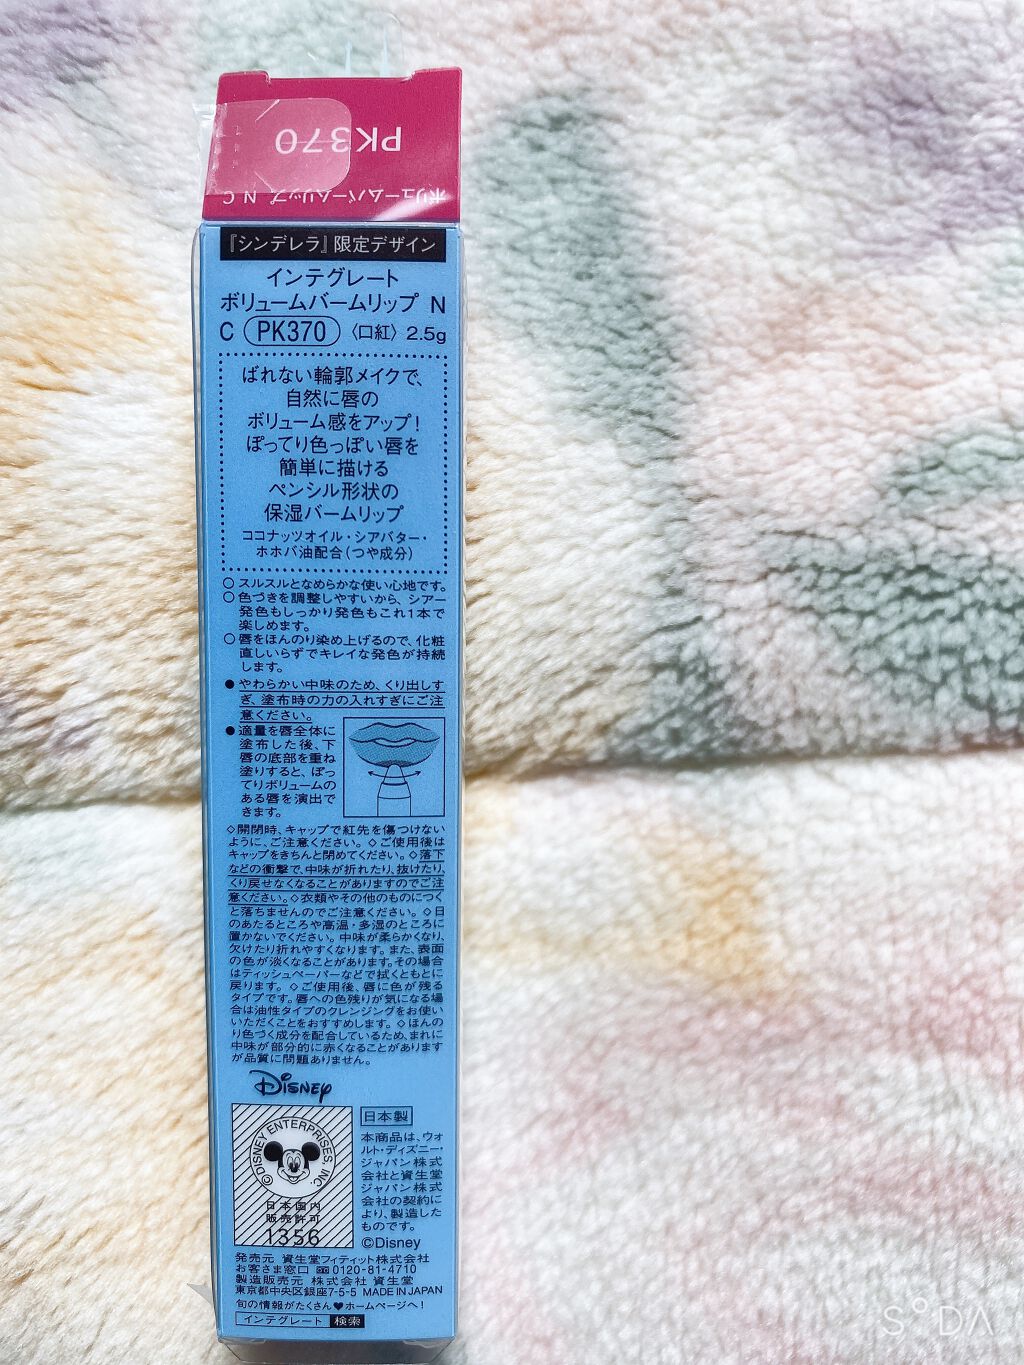 PK370
ボリュームバームリップ N C
『シンデレラ』限定デザイン
インテグレート
ボリュームバームリップ N
C PK370 〈口紅〉 2.5g
ばれない輪郭メイクで、
自然に唇の
ボリューム感をアップ!
ぽってり色っぽい唇を
簡単に描ける
ペンシル形状の
保湿バームリップ
ココナッツオイル・シアバター・
ホホバ油配合(つや成分)
○ スルスルとなめらかな使い心地です。
○ 色づきを調整しやすいから、シアー
発色もしっかり発色もこれ1本で
楽しめます。
○ 唇をほんのり染め上げるので、化粧
直しいらずでキレイな発色が持続
します。
● やわらかい中味のため、くり出しす
ぎ、塗布時の力の入れすぎにご注
意ください。
● 適量を唇全体に
塗布した後、下
唇の底部を重ね
塗りすると、ぽっ
てりボリュームの
ある唇を演出で
きます。
◇開閉時、キャップで紅先を傷つけない
ように、ご注意ください。◇ご使用後は
キャップをきちんと閉めてください。◇落下
などの衝撃で、中味が折れたり、抜けたり、
くり戻せなくなることがありますのでご注
意ください。◇衣類やその他のものにつく
と落ちませんのでご注意ください。◇日
のあたるところや高温・多湿のところに
置かないでください。中味が柔らかくなり、
欠けたり折れやすくなります。また、表面
の色が淡くなることがあります。その場合
はティッシュペーパーなどで拭くともとに
戻ります。◇ご使用後、唇に色が残る
タイプです。唇への色残りが気になる場
合は油性タイプのクレンジングをお使い
いただくことをおすすめします。◇ほんの
り色づく成分を配合しているため、まれに
中味が部分的に赤くなることがあります
が品質に問題ありません。
Disney
©DISNEY ENTERPRISES, INC.
日本国内
販売許可
1356
日本製
本商品は、ウォ
ルト・ディズニー・
ジャパン株式
会社と資生堂
ジャパン株式
会社の契約に
より、製造した
ものです。
©Disney
発売元 資生堂フィティット株式会社
お客さま窓口 0120-81-4710
製造販売元 株式会社 資生堂
東京都中央区銀座7-5-5 MADE IN JAPAN
旬の情報がたくさん♥ホームページへ!
インテグレート 検索
SODA